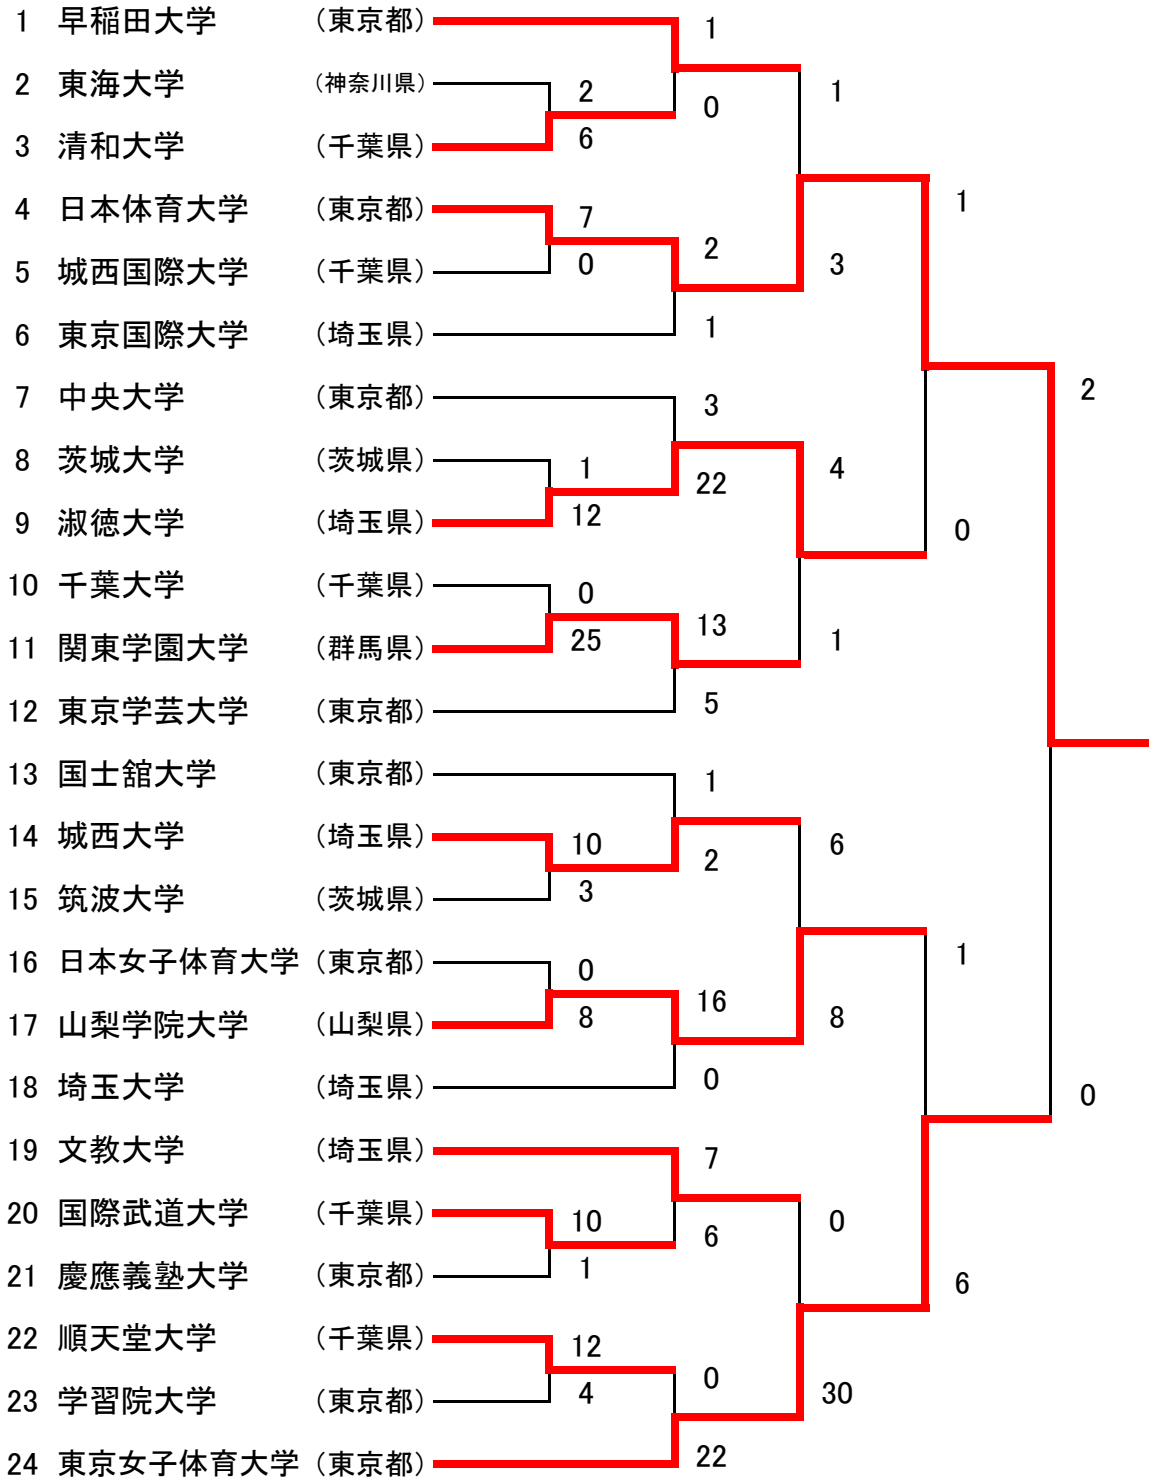 1 早稲田大学 (東京都) 1
2 東海大学 (神奈川県) 2 0 1
3 清和大学 (千葉県) 6
4 日本体育大学 (東京都) 7 1
5 城西国際大学 (千葉県) 0 2 3
6 東京国際大学 (埼玉県) 1
7 中央大学 (東京都) 3 2
8 茨城大学 (茨城県) 1 22 4
9 淑徳大学 (埼玉県) 12 0
10 千葉大学 (千葉県) 0
11 関東学園大学 (群馬県) 25 13 1
12 東京学芸大学 (東京都) 5
13 国士舘大学 (東京都) 1
14 城西大学 (埼玉県) 10 2 6
15 筑波大学 (茨城県) 3
16 日本女子体育大学 (東京都) 0 1
17 山梨学院大学 (山梨県) 8 16 8
18 埼玉大学 (埼玉県) 0 0
19 文教大学 (埼玉県) 7
20 国際武道大学 (千葉県) 10 6 0
21 慶應義塾大学 (東京都) 1 6
22 順天堂大学 (千葉県) 12
23 学習院大学 (東京都) 4 0 30
24 東京女子体育大学 (東京都) 22